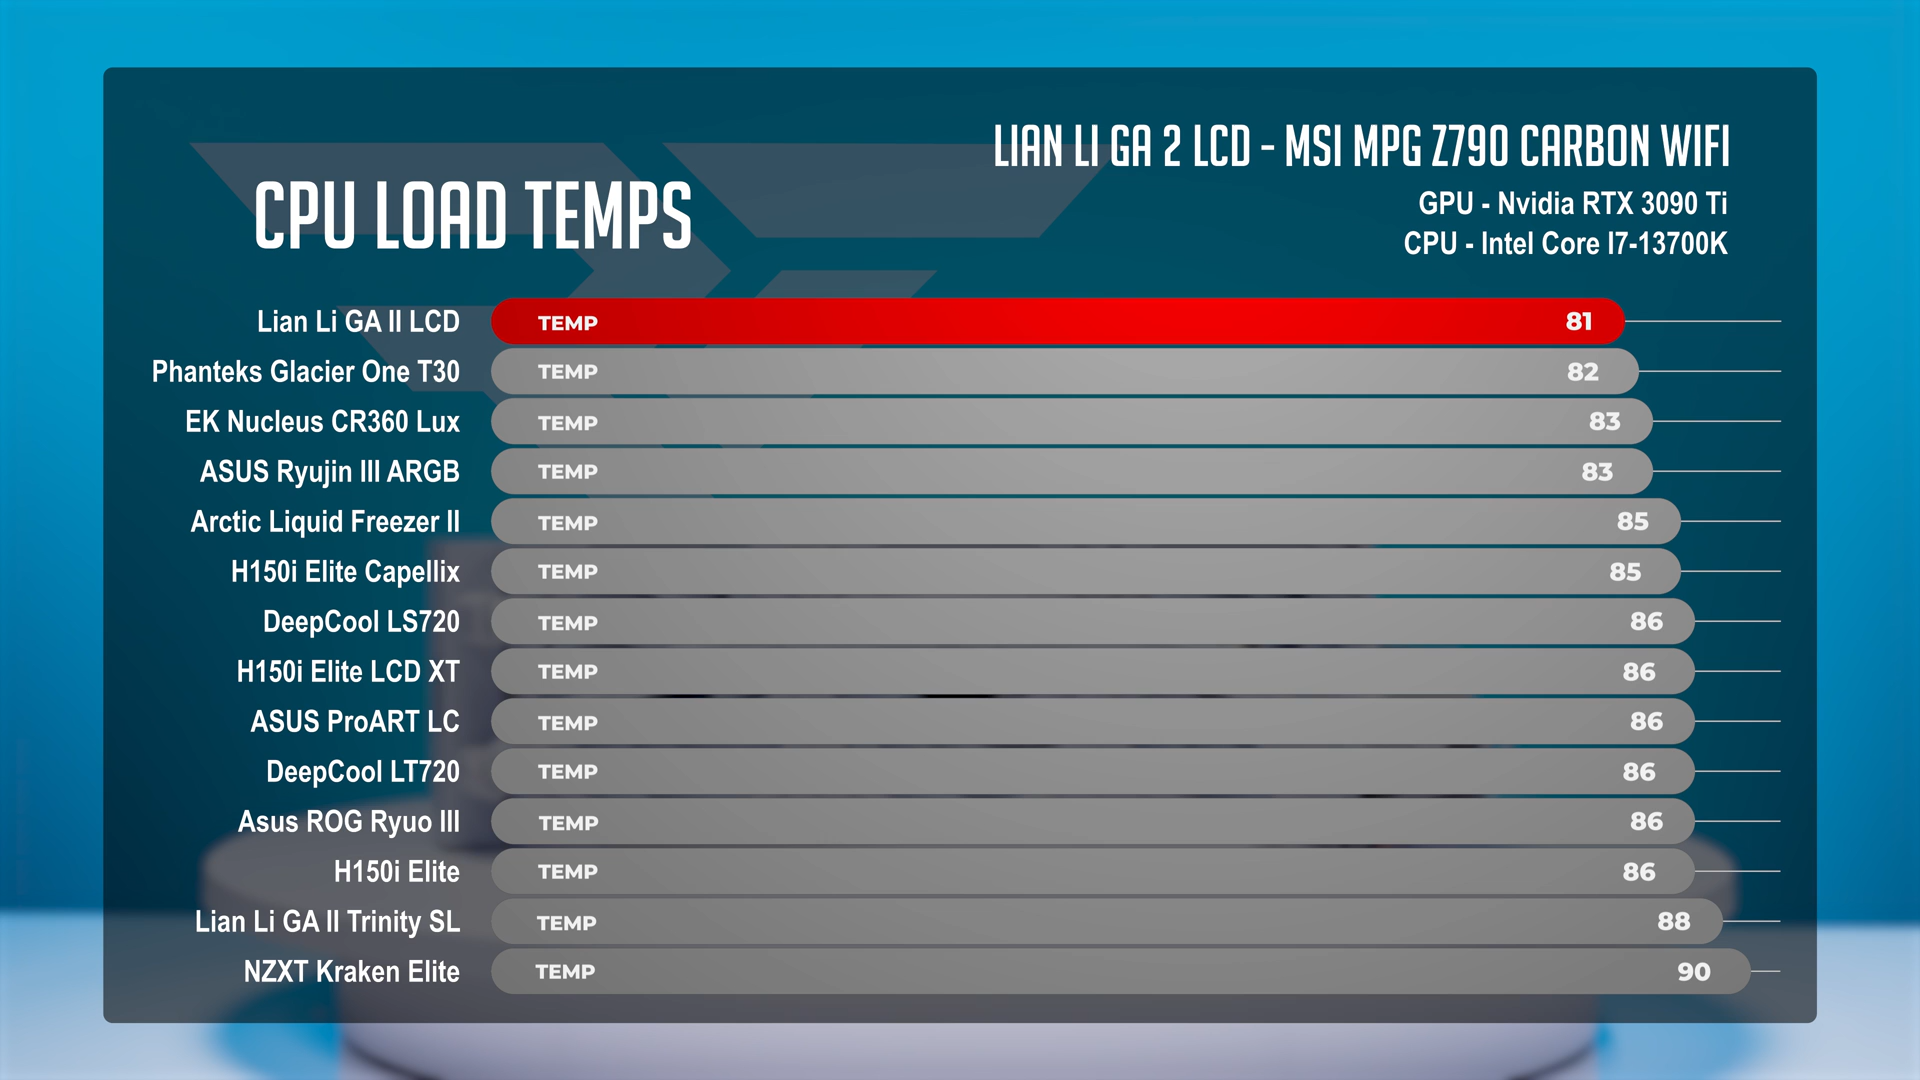 LIAN LI GA 2 LCD - MSI MPG Z790 CARBON WIFI
CPU LOAD TEMPS
GPU - Nvidia RTX 3090 Ti
CPU - Intel Core I7-13700K
Lian Li GA II LCD TEMP 81
Phanteks Glacier One T30 TEMP 82
EK Nucleus CR360 Lux TEMP 83
ASUS Ryujin III ARGB TEMP 83
Arctic Liquid Freezer II TEMP 85
H150i Elite Capellix TEMP 85
DeepCool LS720 TEMP 86
H150i Elite LCD XT TEMP 86
ASUS ProART LC TEMP 86
DeepCool LT720 TEMP 86
Asus ROG Ryuo III TEMP 86
H150i Elite TEMP 86
Lian Li GA II Trinity SL TEMP 88
NZXT Kraken Elite TEMP 90